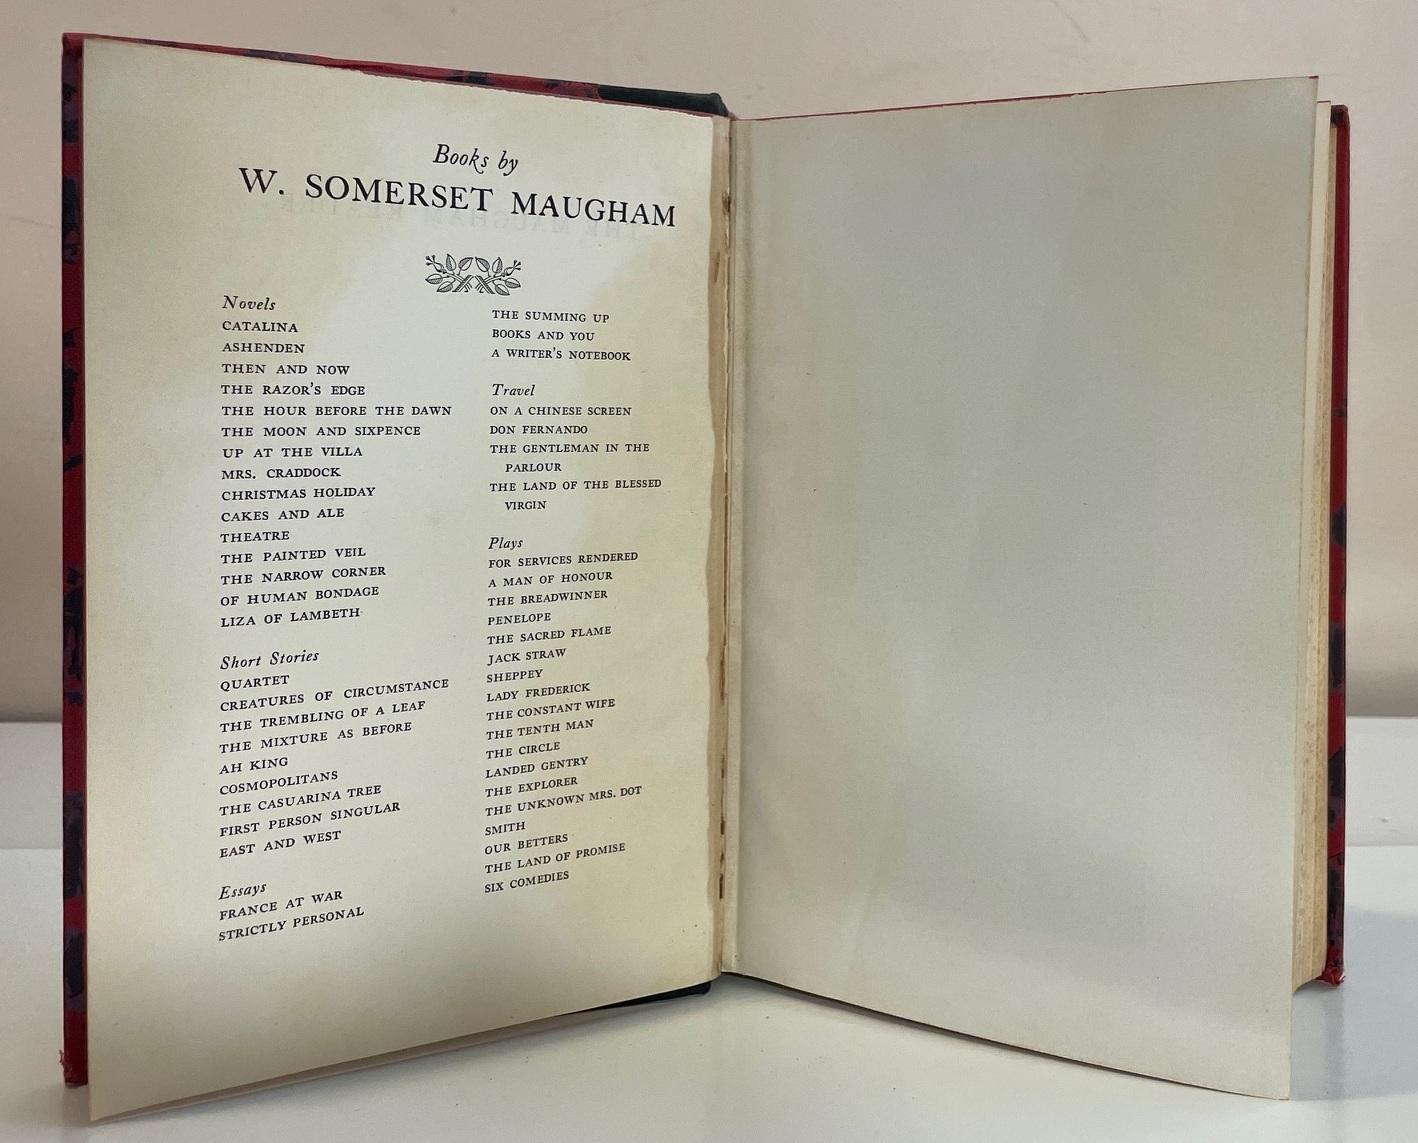 Books by
W. SOMERSET MAUGHAM
Novels
CATALINA
ASHENDEN
THEN AND NOW
THE RAZOR'S EDGE
THE HOUR BEFORE THE DAWN
THE MOON AND SIXPENCE
UP AT THE VILLA
MRS. CRADDOCK
CHRISTMAS HOLIDAY
CAKES AND ALE
THEATRE
THE PAINTED VEIL
THE NARROW CORNER
OF HUMAN BONDAGE
LIZA OF LAMBETH
Short Stories
QUARTET
CREATURES OF CIRCUMSTANCE
THE TREMBLING OF A LEAF
THE MIXTURE AS BEFORE
AH KING
COSMOPOLITANS
THE CASUARINA TREE
FIRST PERSON SINGULAR
EAST AND WEST
Essays
FRANCE AT WAR
STRICTLY PERSONAL
THE SUMMING UP
BOOKS AND YOU
A WRITER'S NOTEBOOK
Travel
ON A CHINESE SCREEN
DON FERNANDO
THE GENTLEMAN IN THE
PARLOUR
THE LAND OF THE BLESSED
VIRGIN
Plays
FOR SERVICES RENDERED
A MAN OF HONOUR
THE BREADWINNER
PENELOPE
THE SACRED FLAME
JACK STRAW
SHEPPEY
LADY FREDERICK
THE CONSTANT WIFE
THE TENTH MAN
THE CIRCLE
LANDED GENTRY
THE EXPLORER
THE UNKNOWN MRS. DOT
SMITH
OUR BETTERS
THE LAND OF PROMISE
SIX COMEDIES